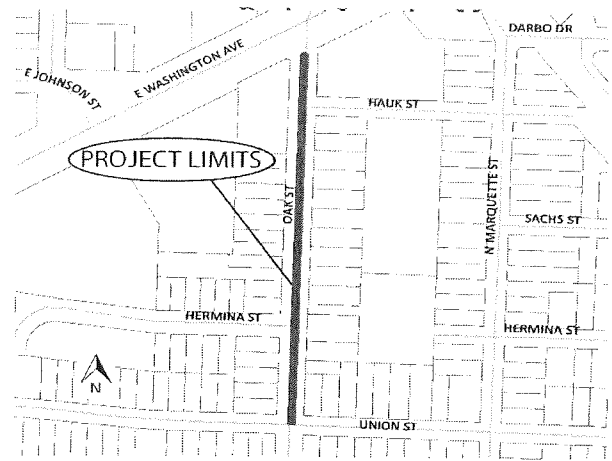 DARBO DR
E WASHINGTON AVE
E JOHNSON ST
HAUK ST
PROJECT LIMITS
OAK ST
N MARQUETTE ST
SACHS ST
HERMINA ST
HERMINA ST
N
UNION ST